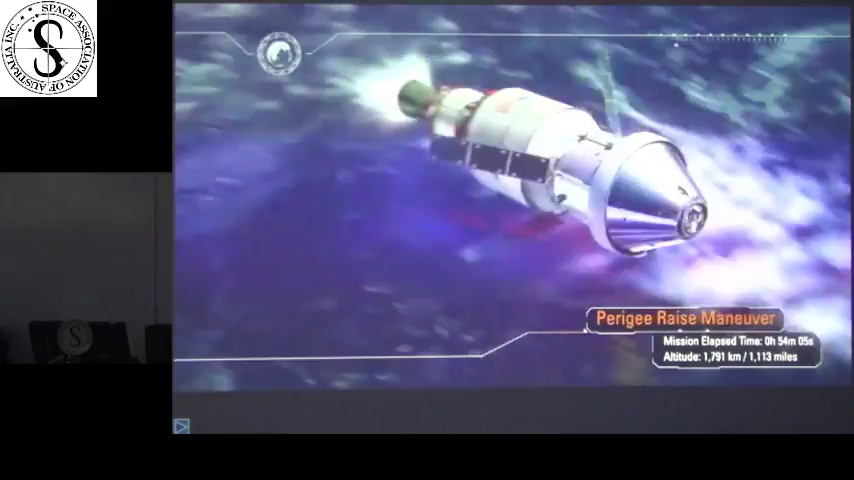 SPACE ASSOCIATION
OF AUSTRALIA INC.
S
Perigee Raise Maneuver
Mission Elapsed Time: 0h 54m 05s
Altitude: 1,791 km / 1,113 miles
S